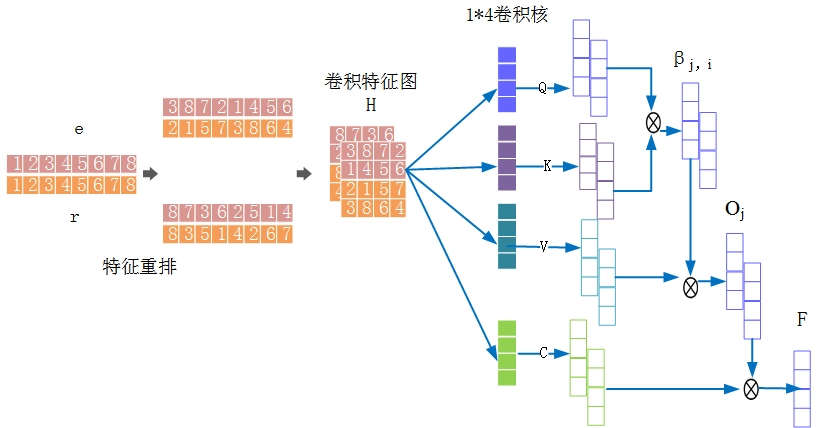 1*4卷积核
卷积特征图
H
e
1 2 3 4 5 6 7 8
1 2 3 4 5 6 7 8
r
特征重排
3 8 7 2 1 4 5 6
2 1 5 7 3 8 6 4
8 7 3 6 2 5 1 4
8 3 5 1 4 2 6 7
8 7 3 6
3 8 7 2
1 4 5 6
2 1 5 7
3 8 6 4
Q
K
V
C
βj，i
Oj
F